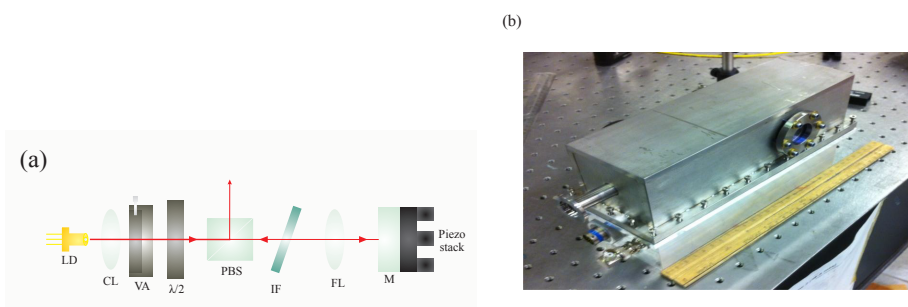 (b)
(a)
LD
CL
VA
λ/2
PBS
IF
FL
M
Piezo
stack